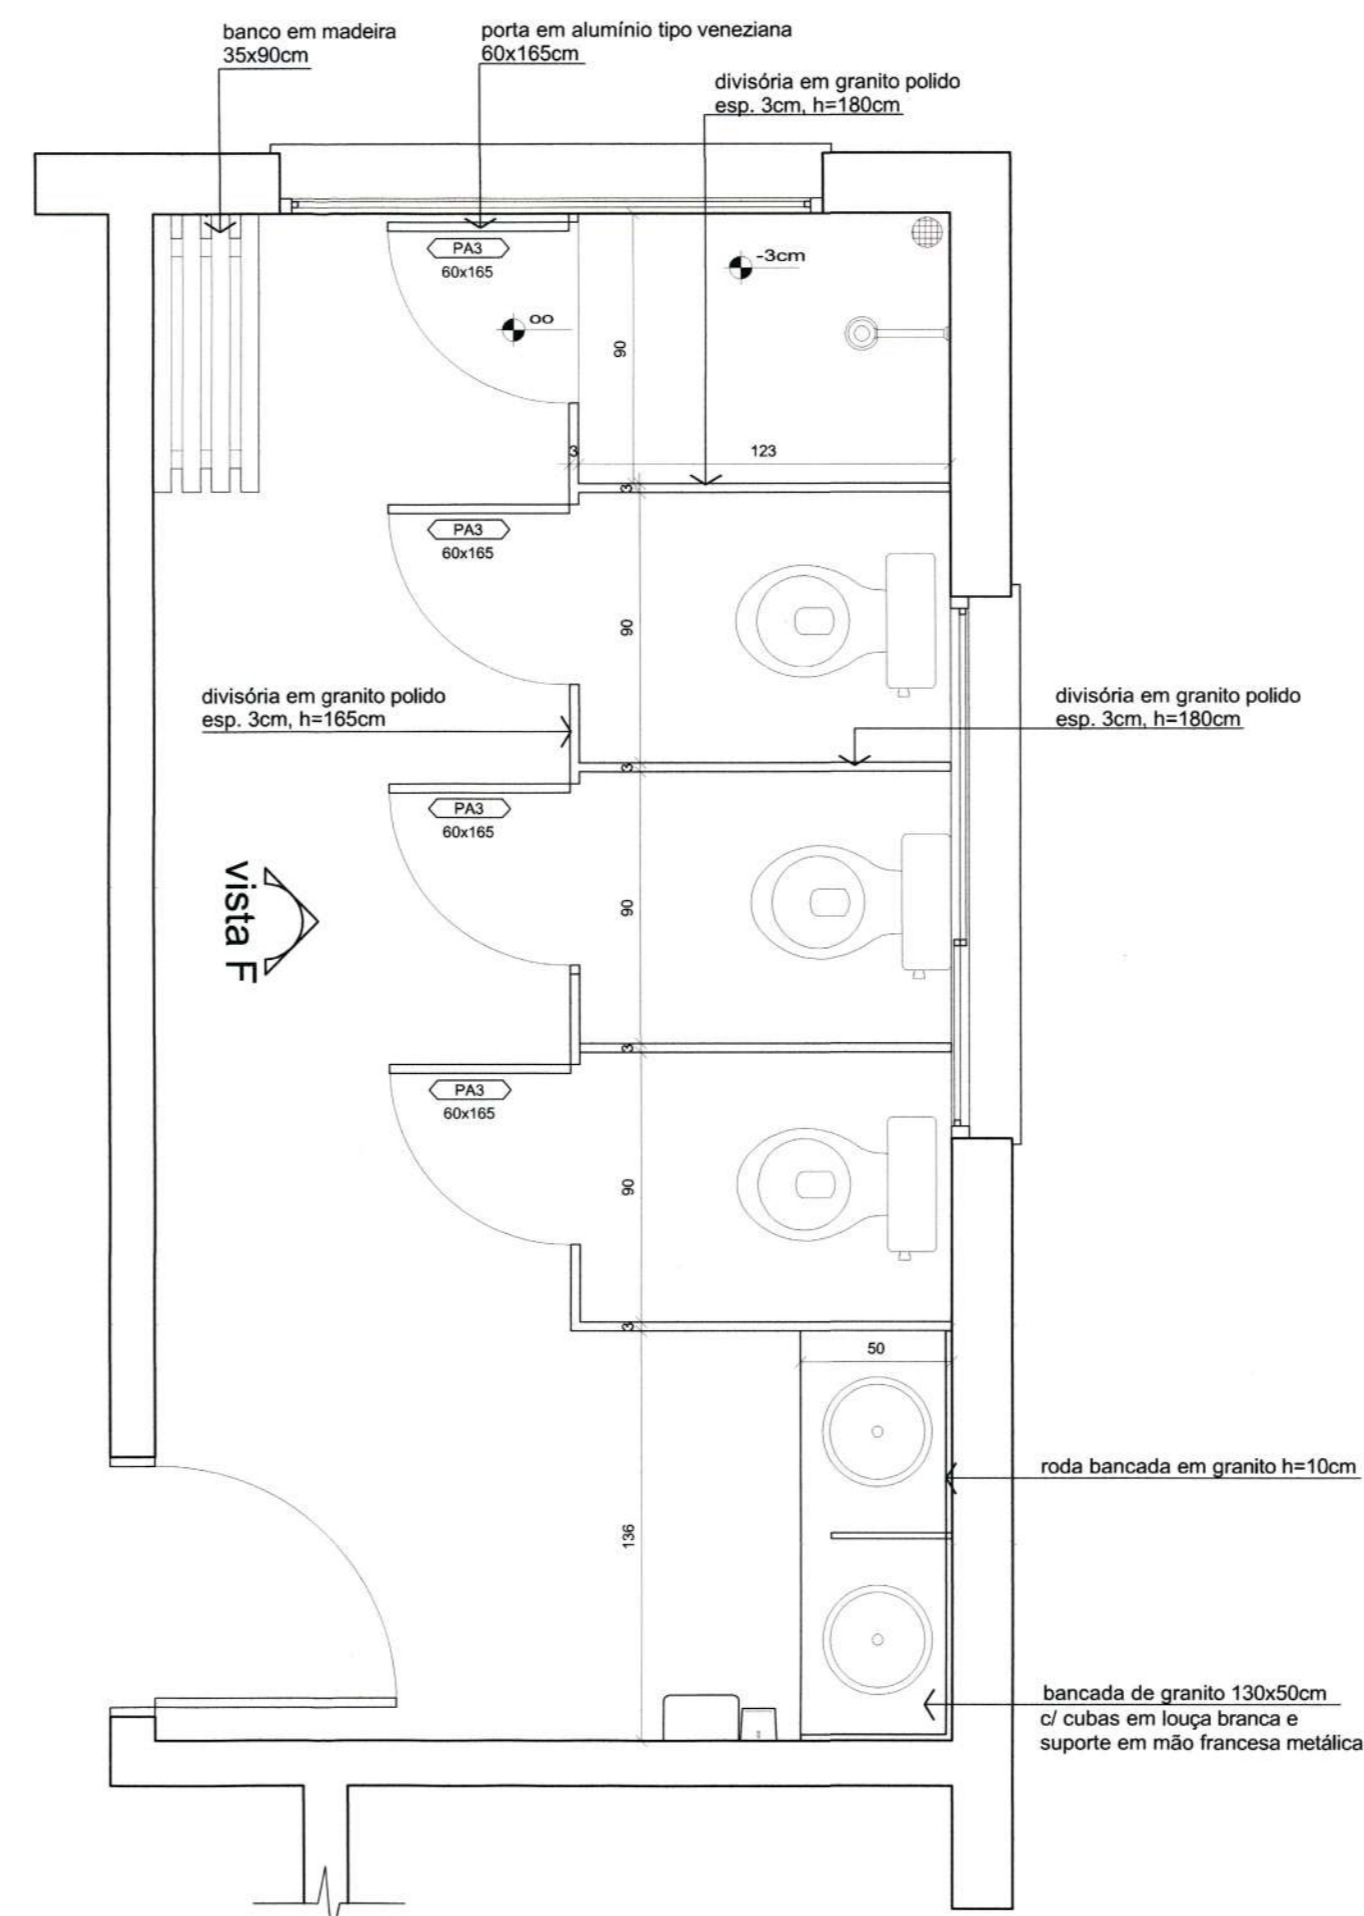 banco em madeira
35x90cm
porta em alumínio tipo veneziana
60x165cm
divisória em granito polido
esp. 3cm, h=180cm
PA3
60x165
-3cm
oo
90
3
123
3
PA3
60x165
90
divisória em granito polido
esp. 3cm, h=165cm
divisória em granito polido
esp. 3cm, h=180cm
3
PA3
60x165
vista F
90
3
PA3
60x165
90
3
50
roda bancada em granito h=10cm
136
bancada de granito 130x50cm
c/ cubas em louça branca e
suporte em mão francesa metálica